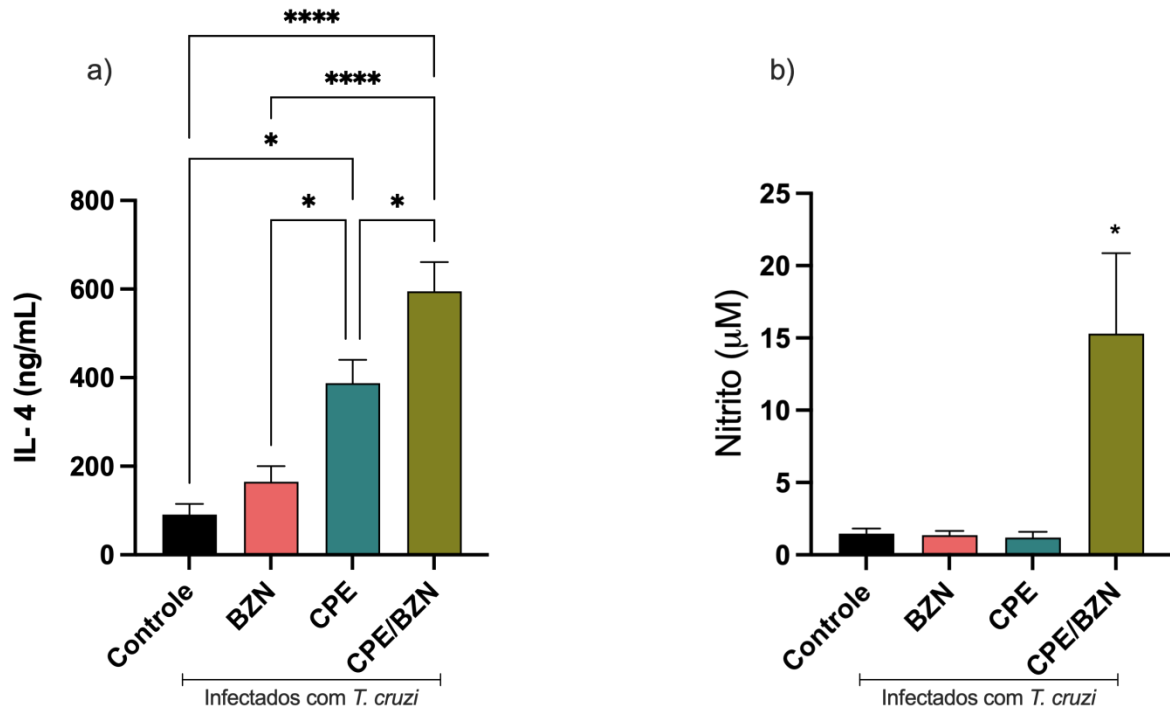 a)
****
****
*
*
*
IL-4 (ng/mL)
800
600
400
200
0
Controle
BZN
CPE
CPE/BZN
Infectados com T. cruzi
b)
*
Nitrito (μM)
25
20
15
10
5
0
Controle
BZN
CPE
CPE/BZN
Infectados com T. cruzi